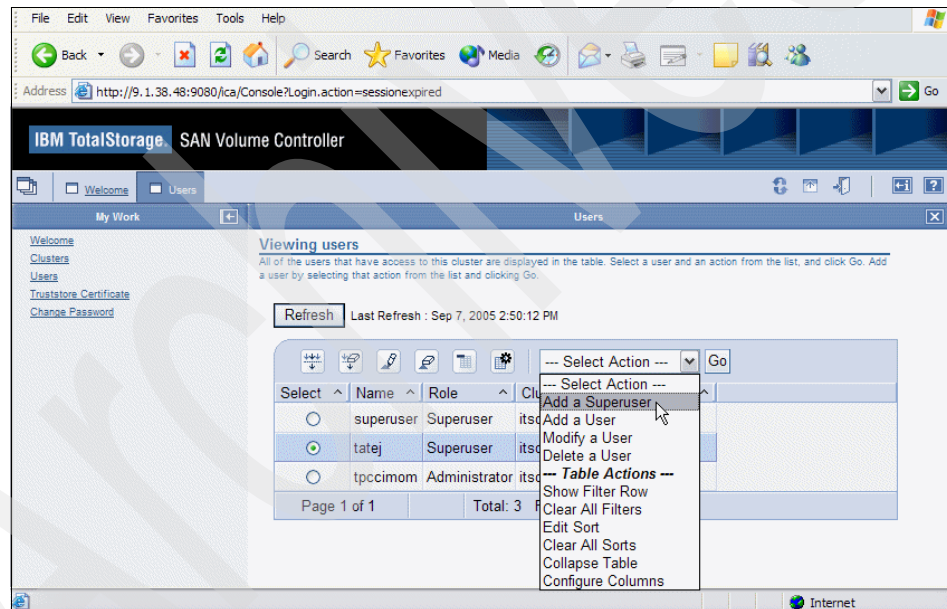 File Edit View Favorites Tools Help
Back Search Favorites Media
Address http://9.1.38.48:9080/ica/Console?Login.action=sessionexpired Go
IBM TotalStorage. SAN Volume Controller
Welcome Users
My Work
Users
Welcome
Clusters
Users
Truststore Certificate
Change Password
Viewing users
All of the users that have access to this cluster are displayed in the table. Select a user and an action from the list, and click Go. Add
a user by selecting that action from the list and clicking Go.
Refresh Last Refresh : Sep 7, 2005 2:50:12 PM
--- Select Action --- Go
Select Name Role Clu
superuser Superuser itso
tatej Superuser itso
tpccimom Administrator itso
Page 1 of 1 Total: 3
--- Select Action ---
Add a Superuser
Add a User
Modify a User
Delete a User
--- Table Actions ---
Show Filter Row
Clear All Filters
Edit Sort
Clear All Sorts
Collapse Table
Configure Columns
Internet